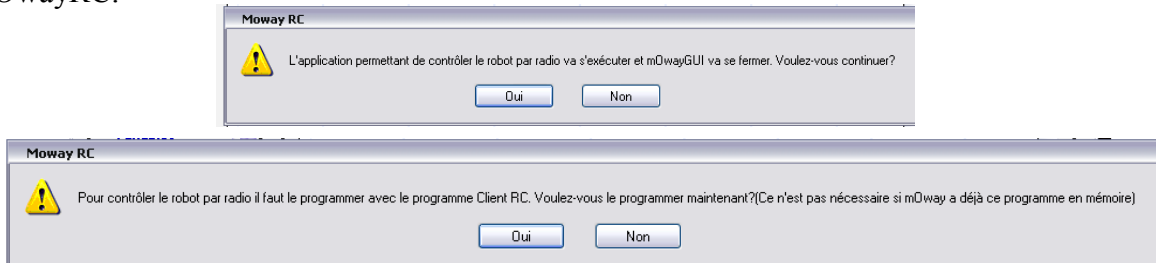 OwayRC.
Moway RC
L'application permettant de contrôler le robot par radio va s'exécuter et mOwayGUI va se fermer. Voulez-vous continuer?
Oui Non
Moway RC
Pour contrôler le robot par radio il faut le programmer avec le programme Client RC. Voulez-vous le programmer maintenant?(Ce n'est pas nécessaire si mOway a déjà ce programme en mémoire)
Oui Non